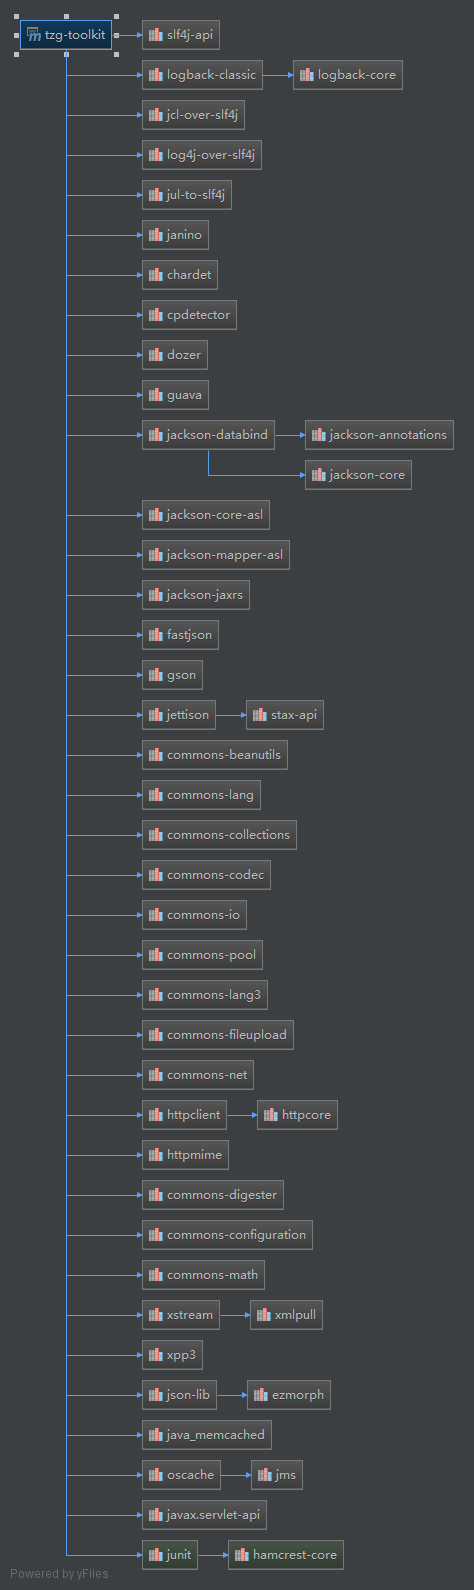 tzg-toolkit
slf4j-api
logback-classic
logback-core
jcl-over-slf4j
log4j-over-slf4j
jul-to-slf4j
janino
chardet
cpdetector
dozer
guava
jackson-databind
jackson-annotations
jackson-core
jackson-core-asl
jackson-mapper-asl
jackson-jaxrs
fastjson
gson
jettison
stax-api
commons-beanutils
commons-lang
commons-collections
commons-codec
commons-io
commons-pool
commons-lang3
commons-fileupload
commons-net
httpclient
httpcore
httpmime
commons-digester
commons-configuration
commons-math
xstream
xmlpull
xpp3
json-lib
ezmorph
java_memcached
oscache
jms
javax.servlet-api
junit
hamcrest-core
Powered by yFiles